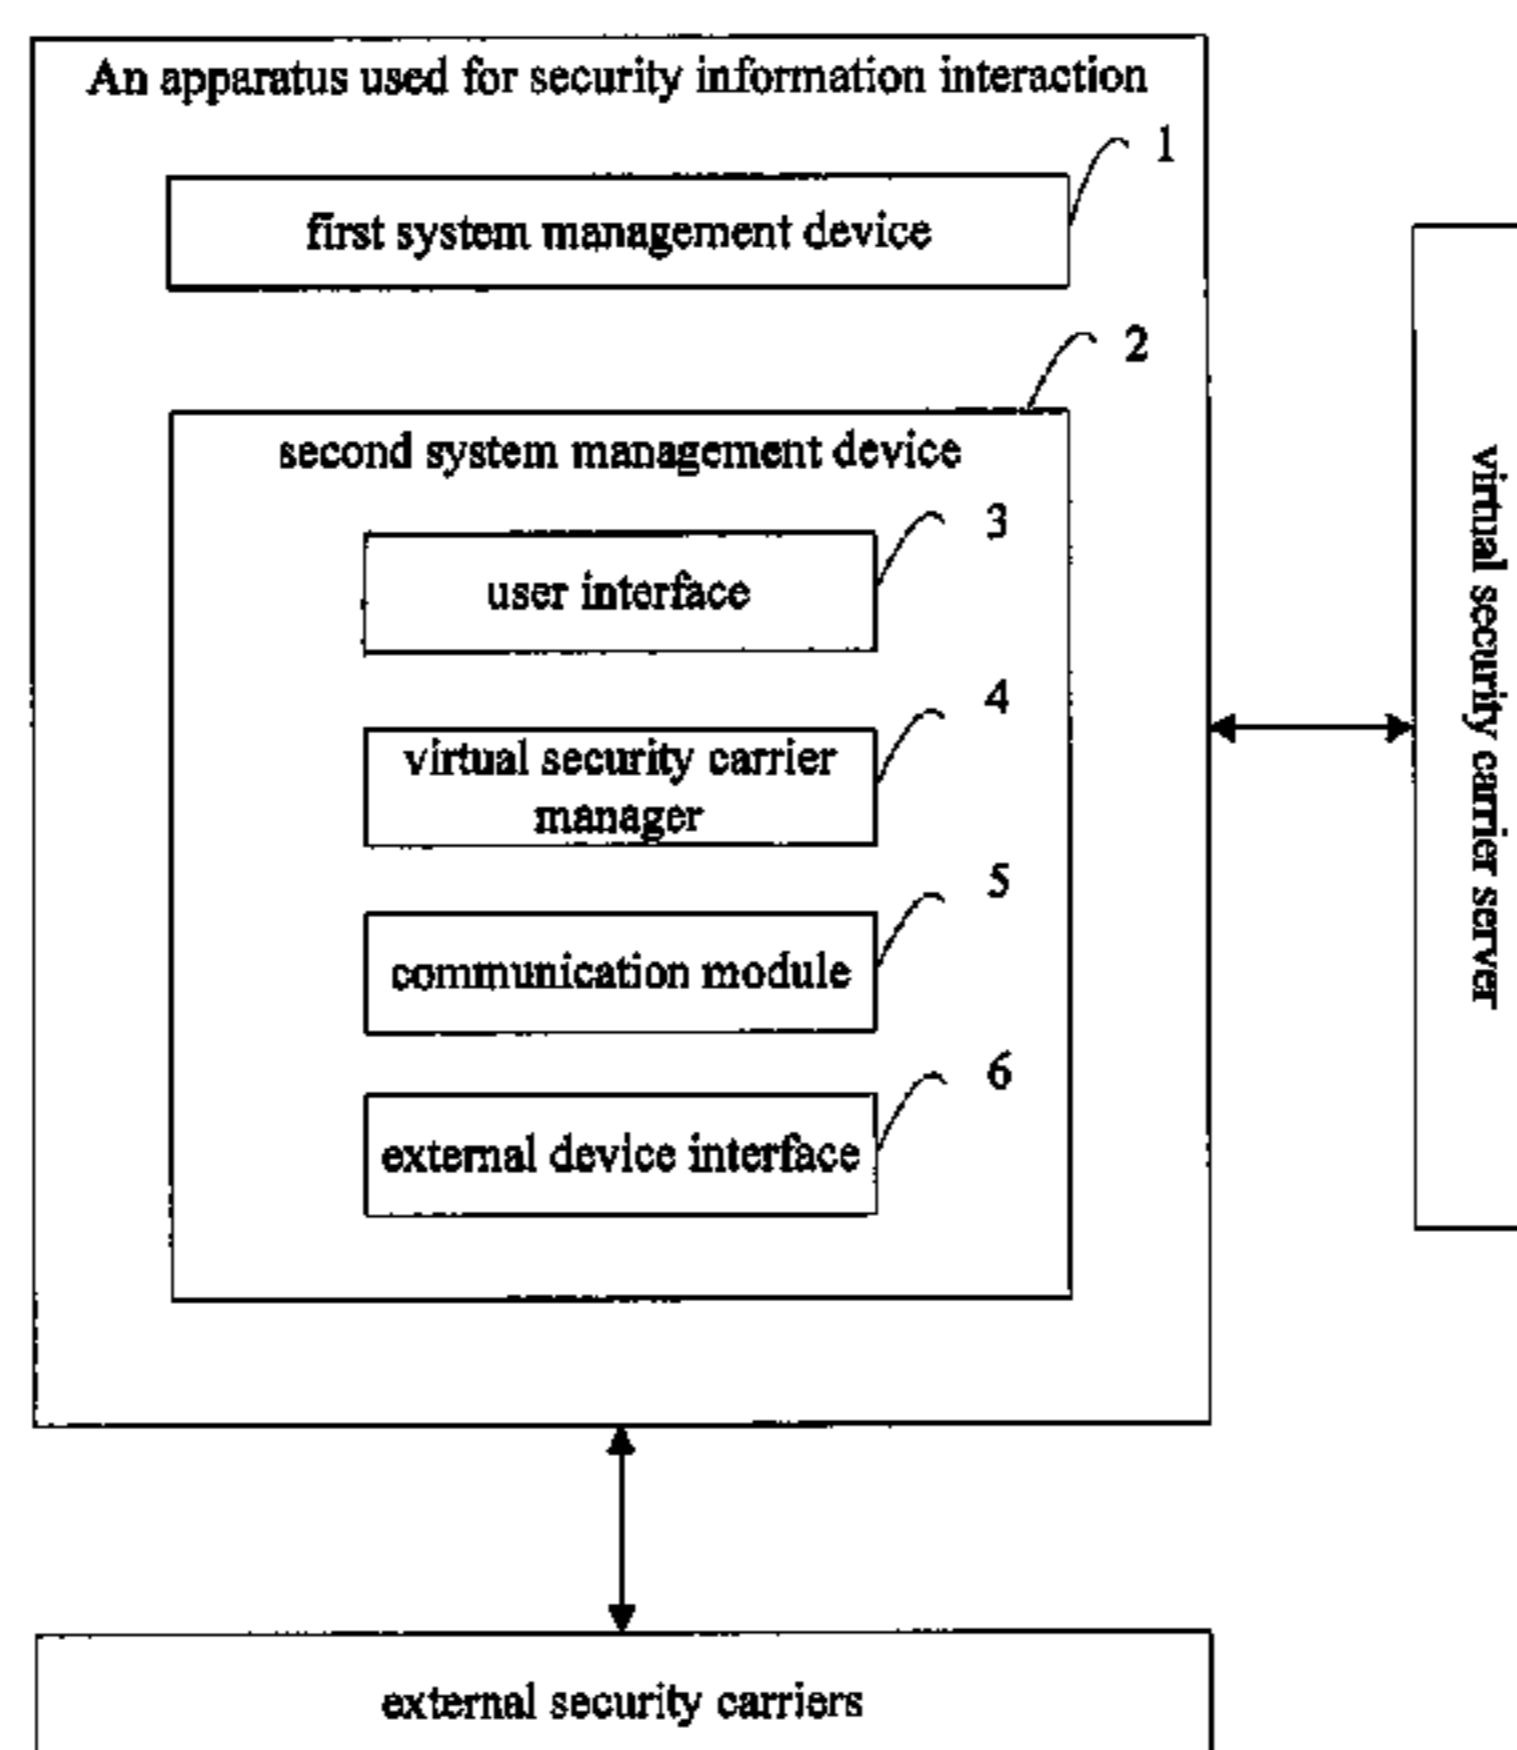 An apparatus used for security information interaction
1
first system management device
2
second system management device
3
user interface
4
virtual security carrier
manager
5
communication module
6
external device interface
virtual security carrier server
external security carriers